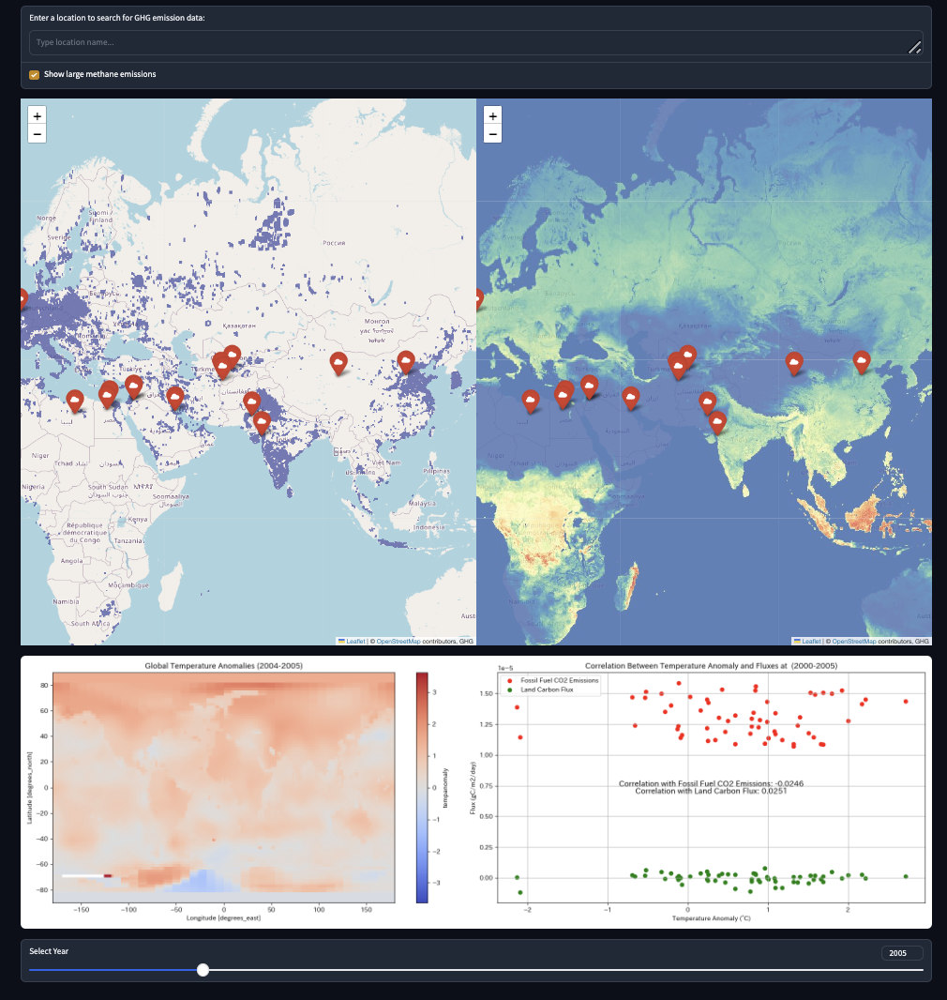 Enter a location to search for GHG emission data:
Type location name...
Show large methane emissions
+
−
Norge
Suomi /
Finland
Sverige
Россия
Беларусь
Қазақстан
Монгол
Türkiye
ليبيا
Niger
Tchad تشاد
السودان
Nigeria
South Sudan
جنوب السودان
Soomaaliya
الصومال
Kenya
République
démocratique
du Congo
Tanzania
Angola
Moçambique
Namibia
South Africa
Việt Nam
Pilipinas
Malaysia
Indonesia
Aust
Leaflet | © OpenStreetMap contributors, GHG
+
−
Leaflet | © OpenStreetMap contributors, GHG
Global Temperature Anomalies (2004-2005)
Latitude [degrees_north]
80
60
40
20
0
−20
−40
−60
−80
−150
−100
−50
0
50
100
150
Longitude [degrees_east]
3
2
1
0
−1
−2
−3
tempanomaly
Correlation Between Temperature Anomaly and Fluxes at (2000-2005)
1e−5
Fossil Fuel CO2 Emissions
Land Carbon Flux
Flux (gC/m2/day)
1.50
1.25
1.00
0.75
0.50
0.25
0.00
Correlation with Fossil Fuel CO2 Emissions: -0.0246
Correlation with Land Carbon Flux: 0.0251
−2
−1
0
1
2
Temperature Anomaly (°C)
Select Year
2005